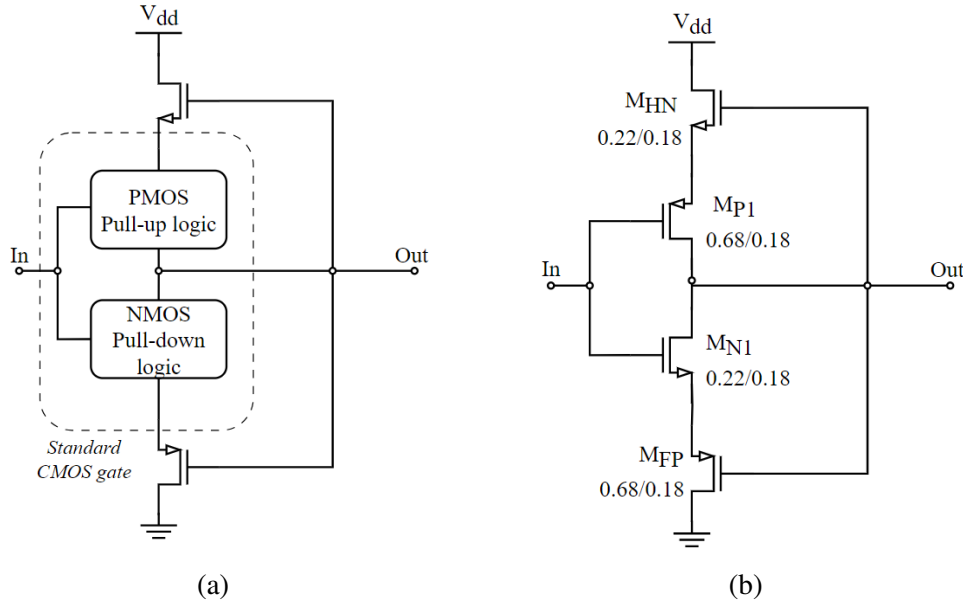 Vdd
PMOS
Pull-up logic
In
Out
NMOS
Pull-down
logic
Standard
CMOS gate
(a)
Vdd
MHN
0.22/0.18
MP1
0.68/0.18
In
Out
MN1
0.22/0.18
MFP
0.68/0.18
(b)